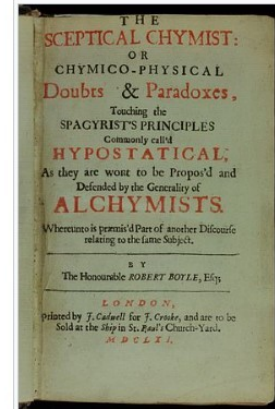 THE
SCEPTICAL CHYMIST:
OR
CHYMICO-PHYSICAL
Doubts & Paradoxes,
Touching the
SPAGYRIST'S PRINCIPLES
Commonly call'd
HYPOSTATICAL,
As they are wont to be Propos'd and
Defended by the Generality of
ALCHYMISTS.
Whereunto is præmis'd Part of another Discourse
relating to the same Subject.
BY
The Honourable ROBERT BOYLE, Esq;
LONDON,
Printed by J. Cadwell for J. Crooke, and are to be
Sold at the Ship in St. Paul's Church-Yard.
MDCLXI.